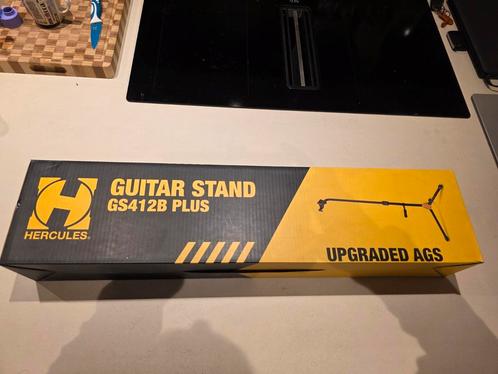 GUITAR STAND
GS412B PLUS
HERCULES®
UPGRADED AGS